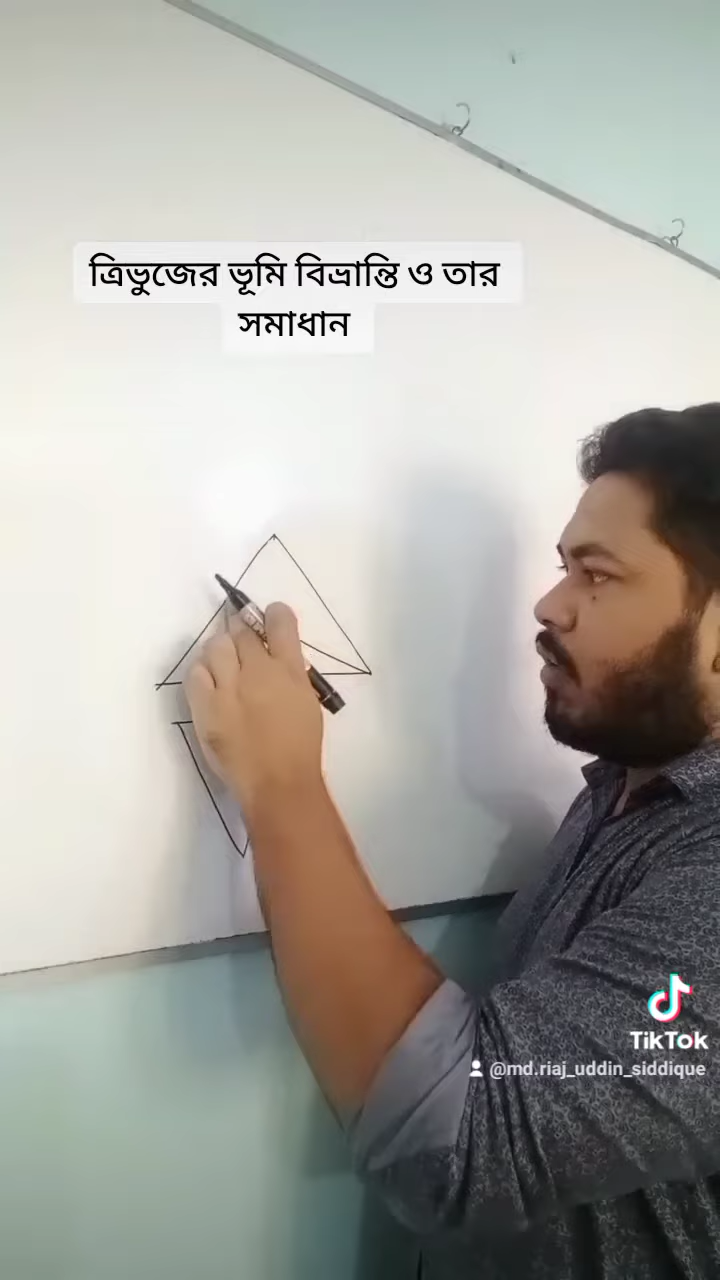 ত্রিভুজের ভূমি বিভ্রান্তি ও তার
সমাধান
TikTok
@md.riaj_uddin_siddique